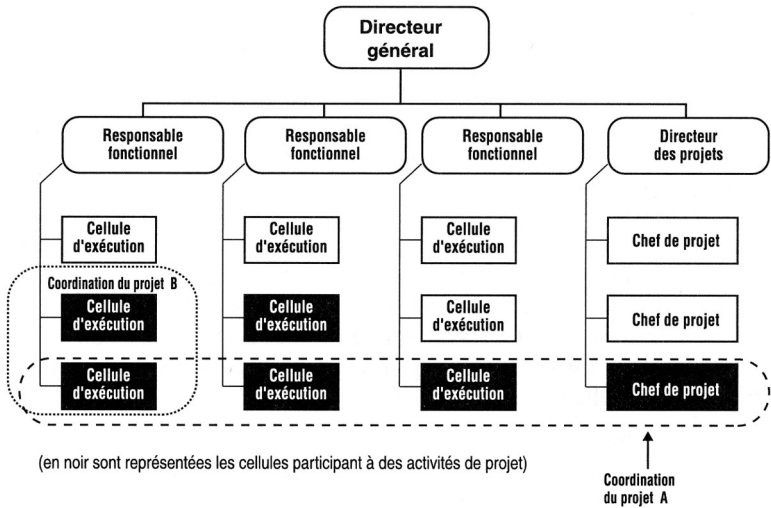 Directeur
général
Responsable
fonctionnel
Responsable
fonctionnel
Responsable
fonctionnel
Directeur
des projets
Cellule
d'exécution
Cellule
d'exécution
Cellule
d'exécution
Chef de projet
Coordination du projet B
Cellule
d'exécution
Cellule
d'exécution
Cellule
d'exécution
Chef de projet
Cellule
d'exécution
Cellule
d'exécution
Cellule
d'exécution
Chef de projet
(en noir sont représentées les cellules participant à des activités de projet)
Coordination
du projet A